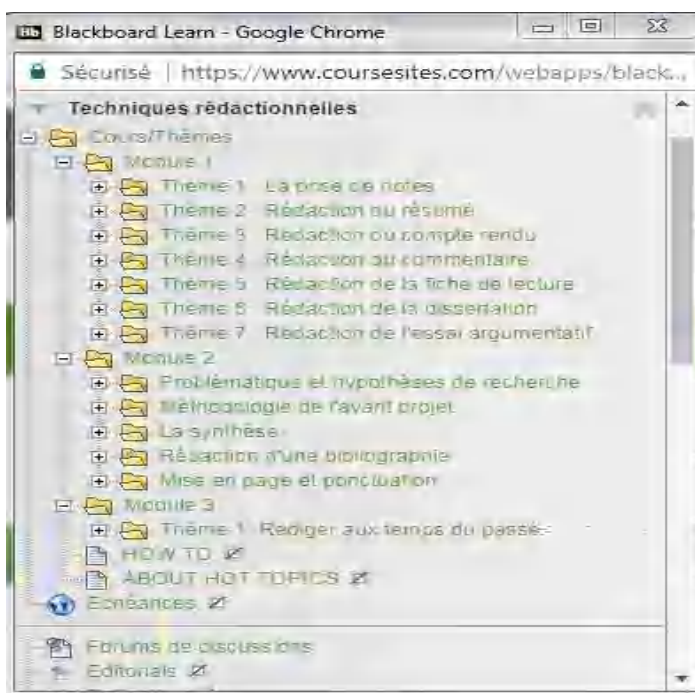 Bb Blackboard Learn - Google Chrome
Sécurisé | https://www.coursesites.com/webapps/black...
Techniques rédactionnelles
Cours/Thèmes
Module 1
Thème 1 La prise de notes
Thème 2 Rédaction du résumé
Thème 3 Rédaction du compte rendu
Thème 4 Rédaction du commentaire
Thème 5 Rédaction de la fiche de lecture
Thème 6 Rédaction de la dissertation
Thème 7 Rédaction de l'essai argumentatif
Module 2
Problématique et hypothèses de recherche
Méthodologie de l'avant projet
La synthèse
Rédaction d'une bibliographie
Mise en page et ponctuation
Module 3
Thème 1 Rediger aux temps du passé
HOW TO
ABOUT HOT TOPICS
Echéances
Forums de discussions
Editorials